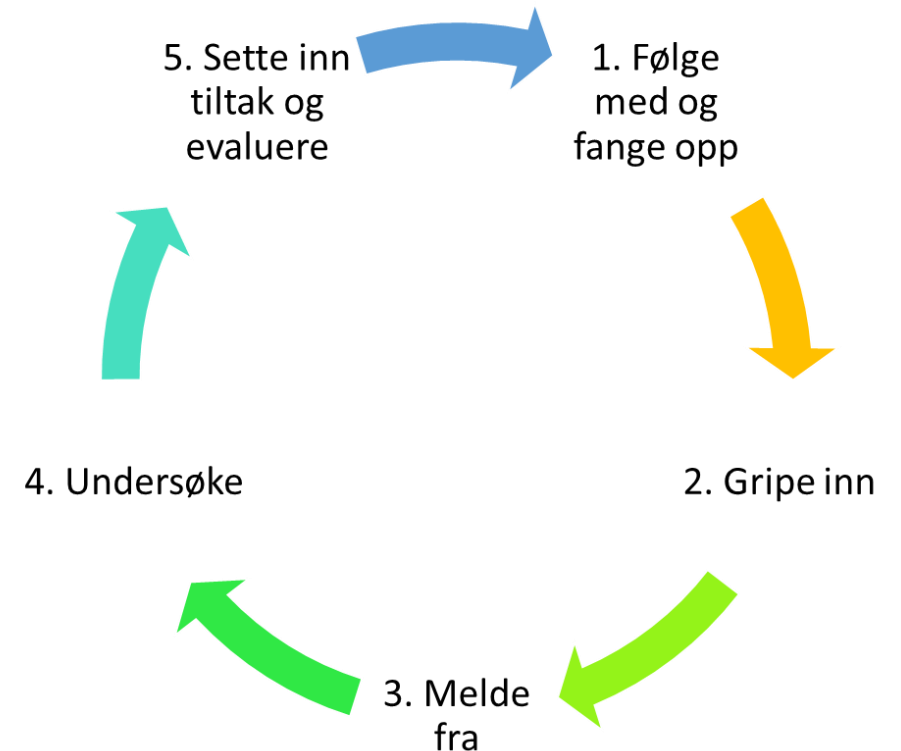 1. Følge
med og
fange opp
2. Gripe inn
3. Melde
fra
4. Undersøke
5. Sette inn
tiltak og
evaluere